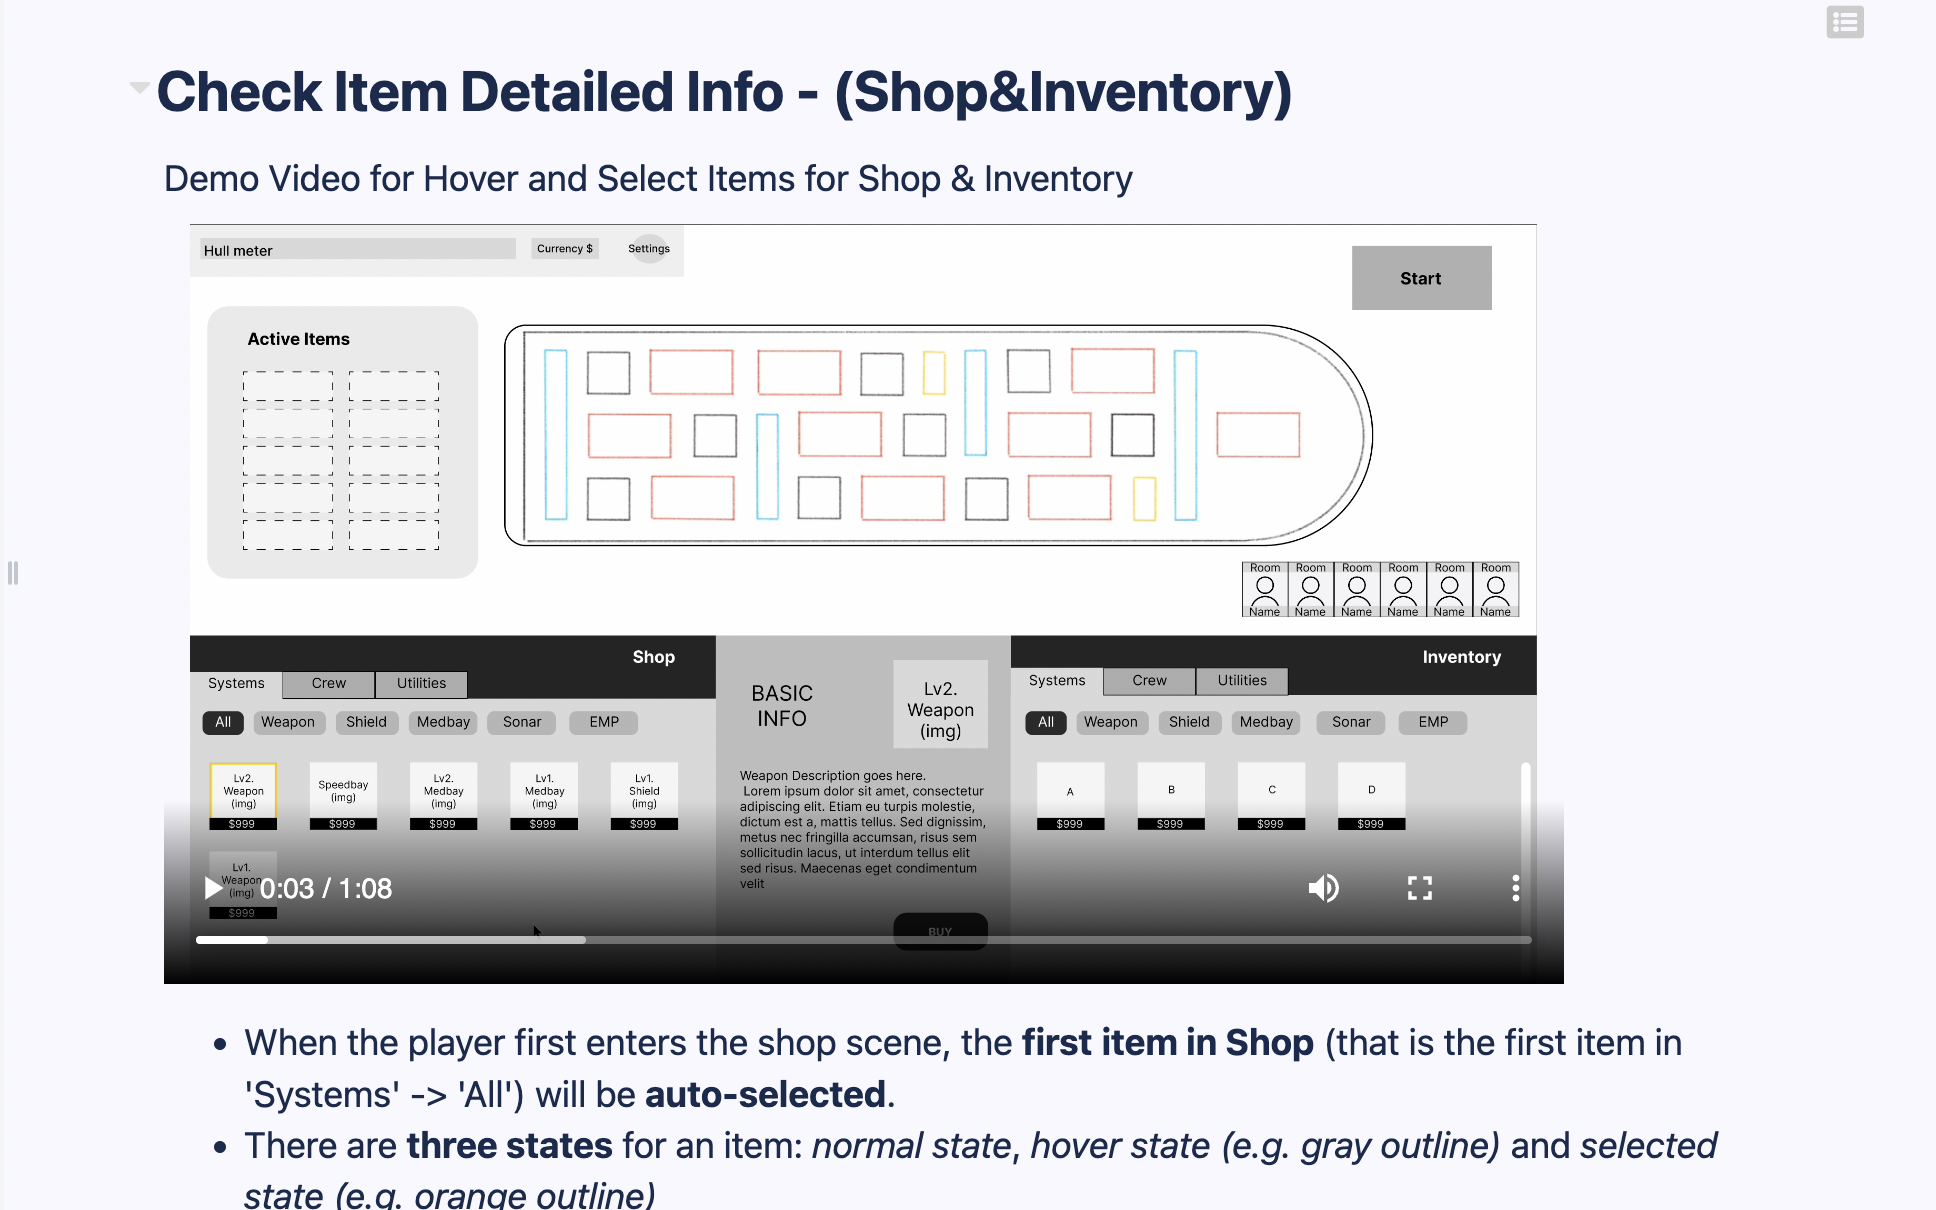 Check Item Detailed Info - (Shop&Inventory)
Demo Video for Hover and Select Items for Shop & Inventory
Hull meter
Currency $
Settings
Start
Active Items
Room Room Room Room Room Room
Name Name Name Name Name Name
Shop
Systems Crew Utilities
All Weapon Shield Medbay Sonar EMP
Lv2.
Weapon
(img)
$999
Speedbay
(img)
$999
Lv2.
Medbay
(img)
$999
Lv1.
Medbay
(img)
$999
Lv1.
Shield
(img)
$999
Lv1.
Weapon
(img)
$999
BASIC
INFO
Lv2.
Weapon
(img)
Weapon Description goes here.
Lorem ipsum dolor sit amet, consectetur
adipiscing elit. Etiam eu turpis molestie,
dictum est a, mattis tellus. Sed dignissim,
metus nec fringilla accumsan, risus sem
sollicitudin lacus, ut interdum tellus elit
sed risus. Maecenas eget condimentum
velit
BUY
Inventory
Systems Crew Utilities
All Weapon Shield Medbay Sonar EMP
A
$999
B
$999
C
$999
D
$999
0:03 / 1:08
• When the player first enters the shop scene, the first item in Shop (that is the first item in
'Systems' -> 'All') will be auto-selected.
• There are three states for an item: normal state, hover state (e.g. gray outline) and selected
state (e.g. orange outline)